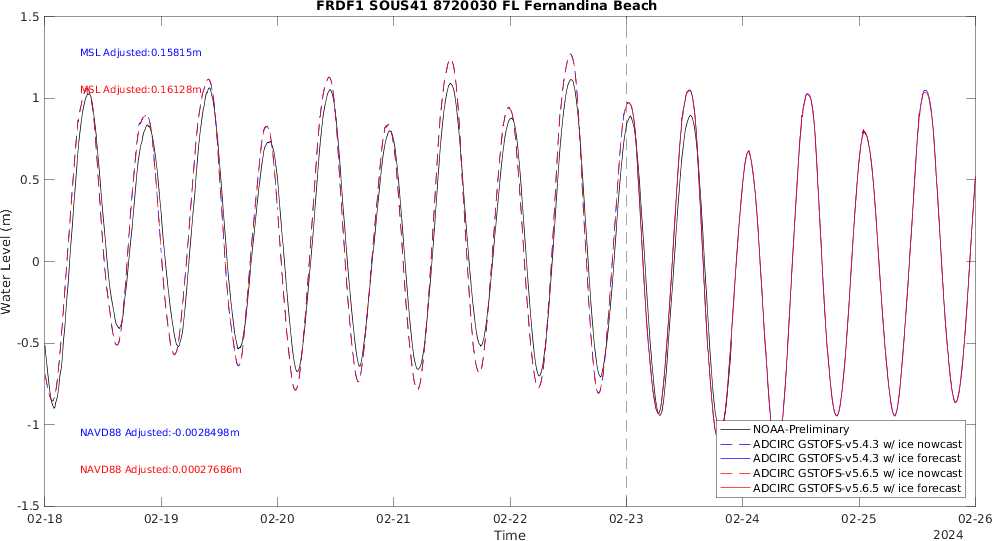 FRDF1 SOUS41 8720030 FL Fernandina Beach
1.5
MSL Adjusted:0.15815m
1
MSL Adjusted:0.16128m
0.5
0
Water Level (m)
-0.5
-1
NAVD88 Adjusted:-0.0028498m
NAVD88 Adjusted:0.00027686m
NOAA-Preliminary
ADCIRC GSTOFS-v5.4.3 w/ ice nowcast
ADCIRC GSTOFS-v5.4.3 w/ ice forecast
ADCIRC GSTOFS-v5.6.5 w/ ice nowcast
ADCIRC GSTOFS-v5.6.5 w/ ice forecast
-1.5
02-18 02-19 02-20 02-21 02-22 02-23 02-24 02-25 02-26
Time
2024